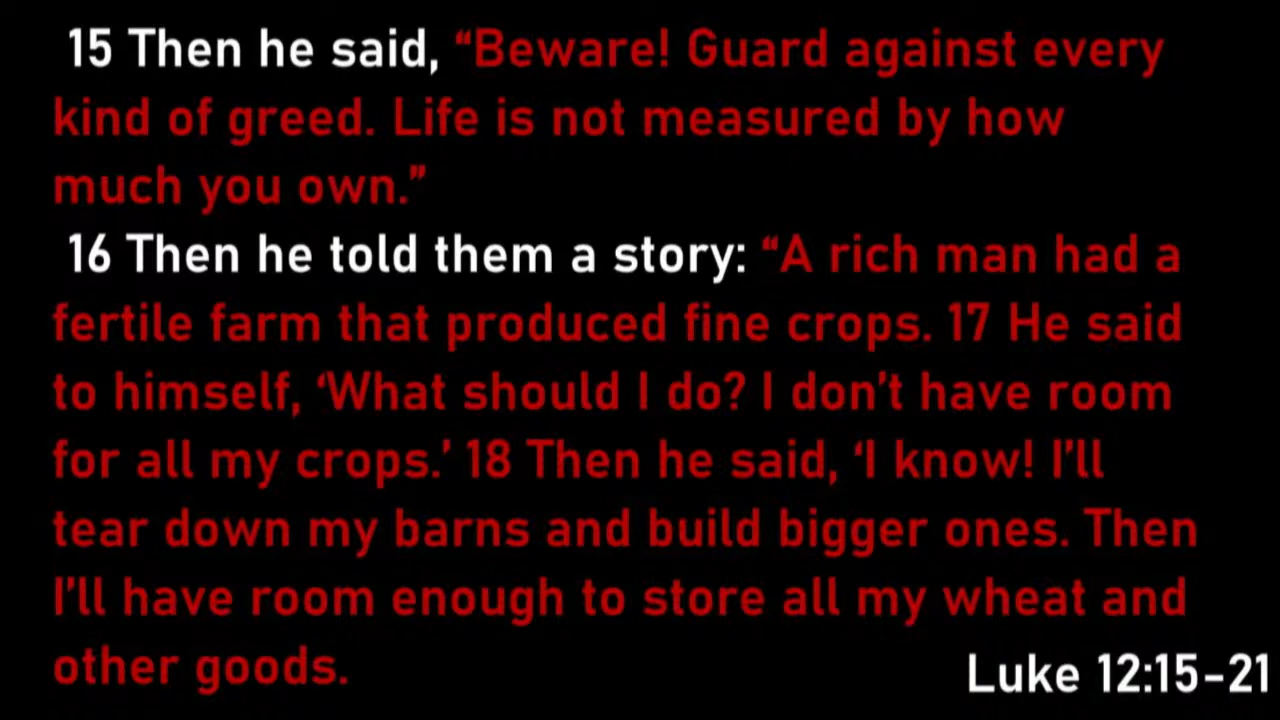 15 Then he said, “Beware! Guard against every
kind of greed. Life is not measured by how
much you own.”
16 Then he told them a story: “A rich man had a
fertile farm that produced fine crops. 17 He said
to himself, ‘What should I do? I don’t have room
for all my crops.’ 18 Then he said, ‘I know! I’ll
tear down my barns and build bigger ones. Then
I’ll have room enough to store all my wheat and
other goods.
Luke 12:15-21